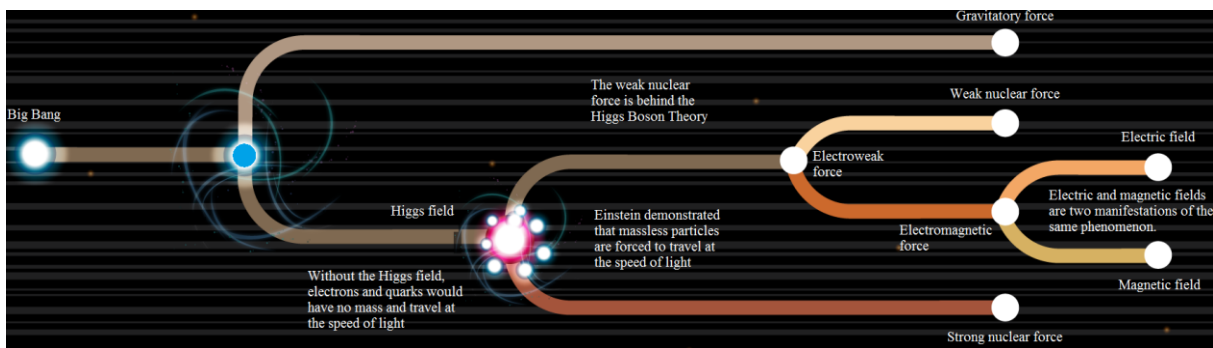 Gravitatory force
The weak nuclear
force is behind the
Higgs Boson Theory
Weak nuclear force
Big Bang
Electric field
Electroweak
force
Higgs field
Einstein demonstrated
that massless particles
are forced to travel at
the speed of light
Electric and magnetic fields
are two manifestations of the
same phenomenon.
Electromagnetic
force
Without the Higgs field,
electrons and quarks would
have no mass and travel at
the speed of light
Magnetic field
Strong nuclear force